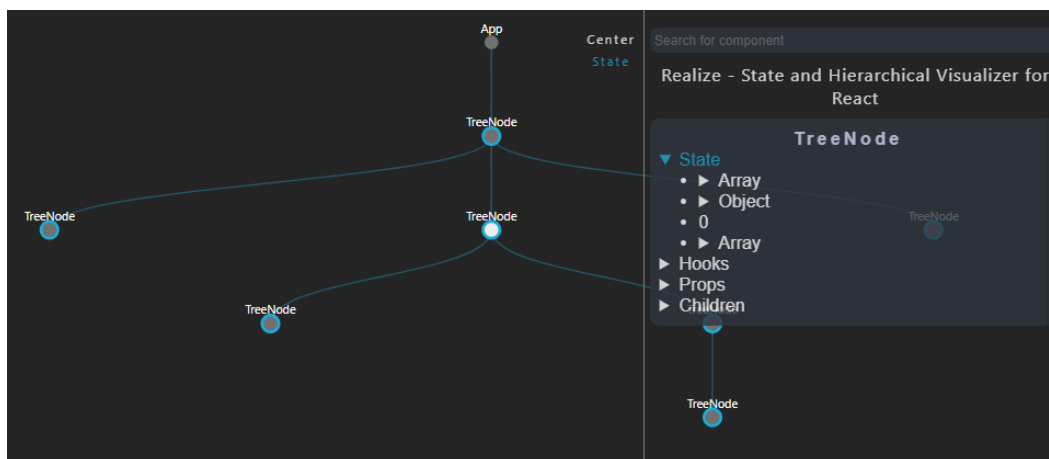 App
Center
State
Search for component
Realize - State and Hierarchical Visualizer for
React
TreeNode
TreeNode
▼ State
• ▶ Array
• ▶ Object
• 0
• ▶ Array
▶ Hooks
▶ Props
▶ Children
TreeNode
TreeNode
TreeNode
TreeNode
TreeNode
TreeNode